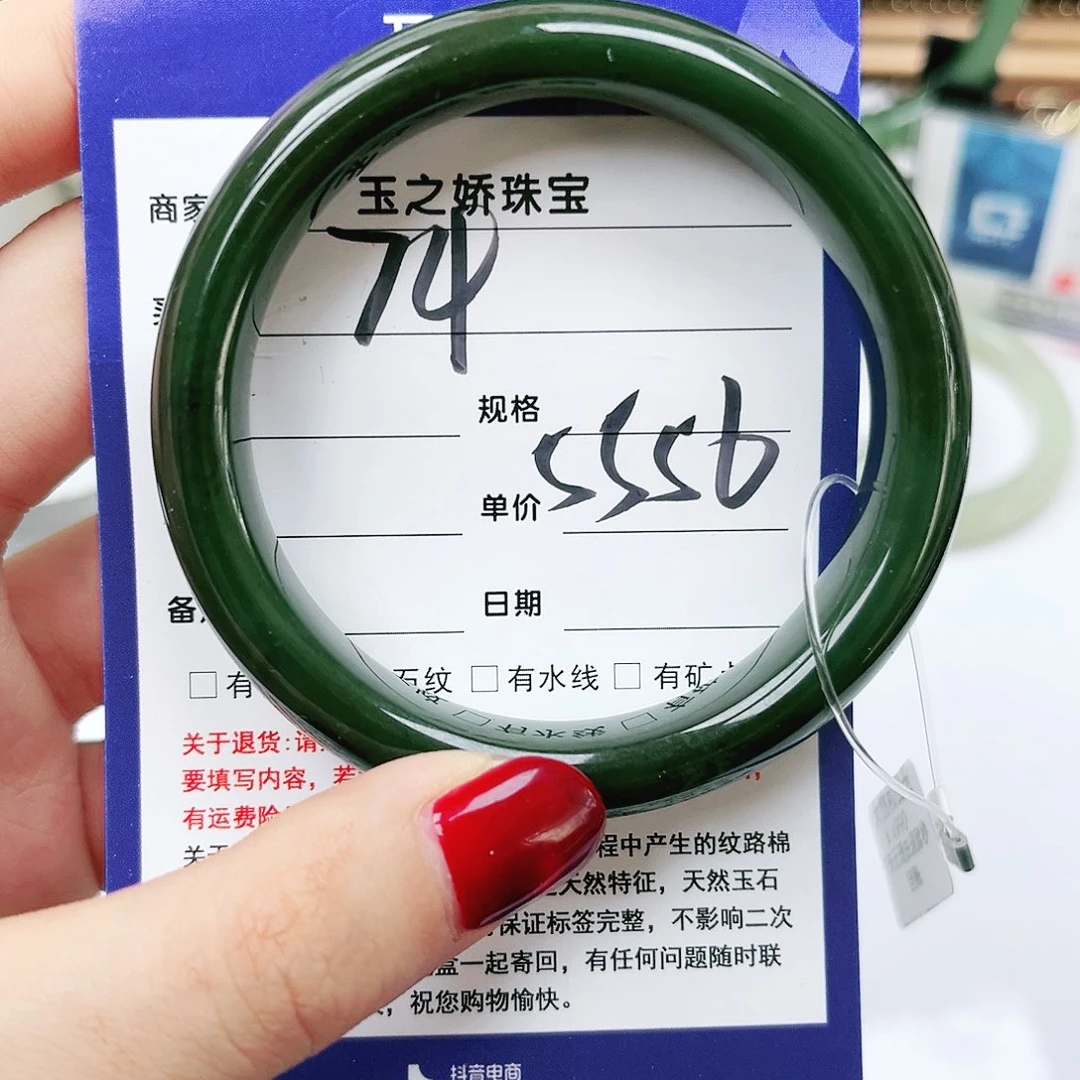 商家 玉之娇珠宝
74
规格
5556
单价
备
日期
□有 石纹 □有水线 □有矿
关于退货:请
要填写内容，若
有运费险
程中产生的纹路棉
天然特征，天然玉石
保证标签完整，不影响二次
盒一起寄回，有任何问题随时联
祝您购物愉快。
抖音电商